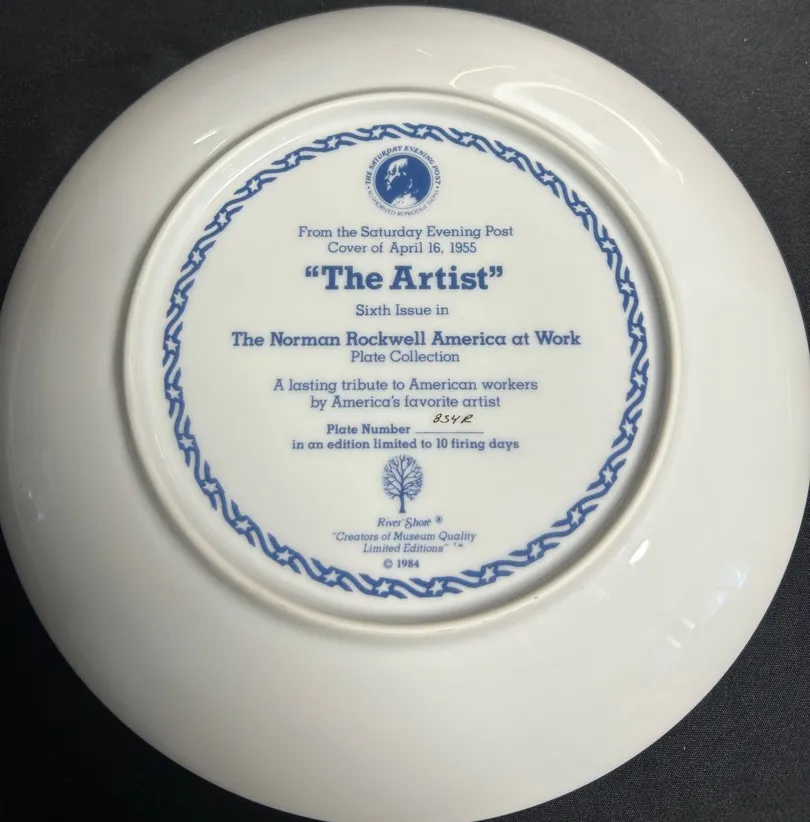 THE SATURDAY EVENING POST
AUTHORIZED REPRODUCTIONS
From the Saturday Evening Post
Cover of April 16, 1955
“The Artist”
Sixth Issue in
The Norman Rockwell America at Work
Plate Collection
A lasting tribute to American workers
by America's favorite artist
Plate Number 854R
in an edition limited to 10 firing days
River Shore ®
"Creators of Museum Quality
Limited Editions" ™
© 1984